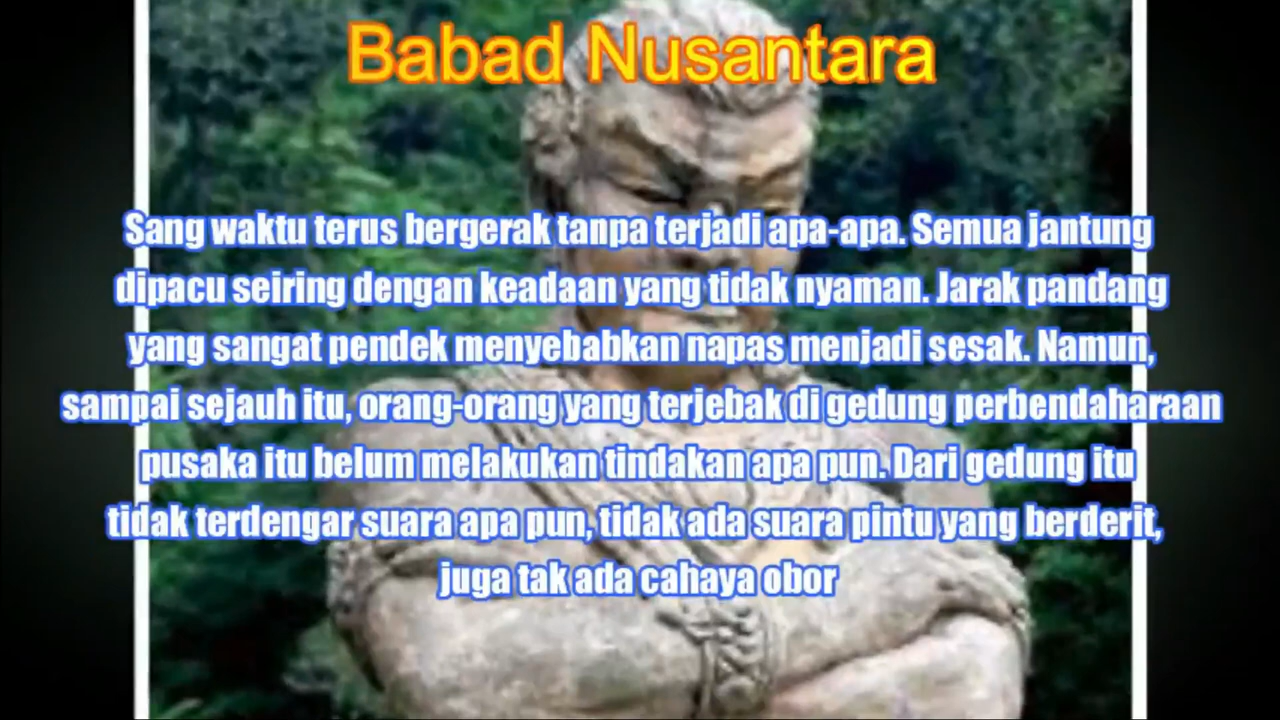 Babad Nusantara
Sang waktu terus bergerak tanpa terjadi apa-apa. Semua jantung
dipacu seiring dengan keadaan yang tidak nyaman. Jarak pandang
yang sangat pendek menyebabkan napas menjadi sesak. Namun,
sampai sejauh itu, orang-orang yang terjebak di gedung perbendaharaan
pusaka itu belum melakukan tindakan apa pun. Dari gedung itu
tidak terdengar suara apa pun, tidak ada suara pintu yang berderit,
juga tak ada cahaya obor